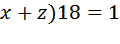 x + z)18 = 1